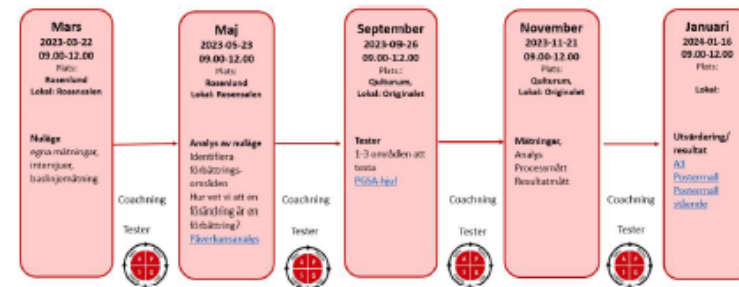 Mars
2023-03-22
09.00-12.00
Plats:
Rosenlund
Lokal: Rosensalen
Nuläge
egna mätningar,
intervjuer,
baslinjemätning
Coachning
Tester
Maj
2023-05-23
09.00-12.00
Plats:
Rosenlund
Lokal: Rosensalen
Analys av nuläge
Identifiera
förbättrings-
områden
Hur vet vi att en
förändring är en
förbättring?
Påverkansanalys
Coachning
Tester
September
2023-09-26
09.00-12.00
Plats:
Qulturum,
Lokal: Originalet
Tester
1-3 områden att
testa
PGSA-hjul
Coachning
Tester
November
2023-11-21
09.00-12.00
Plats:
Qulturum,
Lokal: Originalet
Mätningar,
Analys
Processmått
Resultatmått
Coachning
Tester
Januari
2024-01-16
09.00-12.00
Plats:
Lokal:
Utvärdering/
resultat
A3
Postermall
Postermall
stående